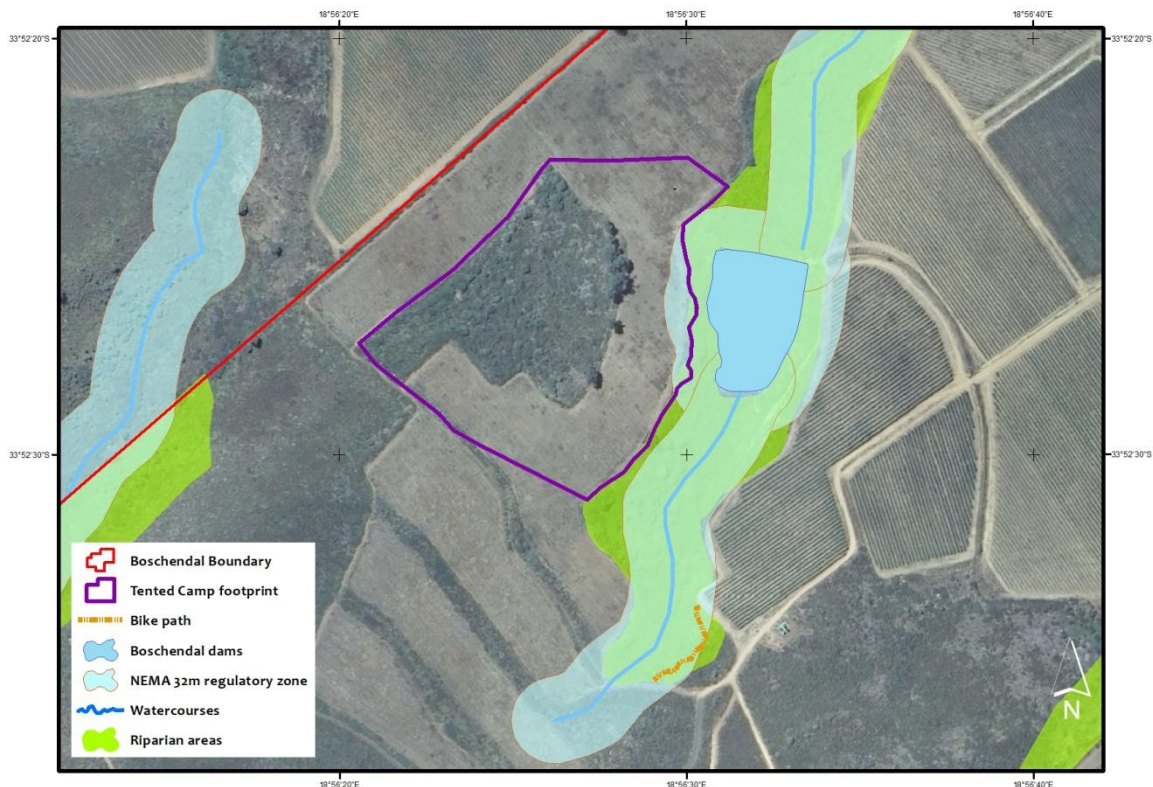 18°56'20"E 18°56'30"E 18°56'40"E
33°52'20"S 33°52'20"S
33°52'30"S 33°52'30"S
Boschendal Boundary
Tented Camp footprint
Bike path
Boschendal dams
NEMA 32m regulatory zone
Watercourses
Riparian areas
N
18°56'20"E 18°56'30"E 18°56'40"E